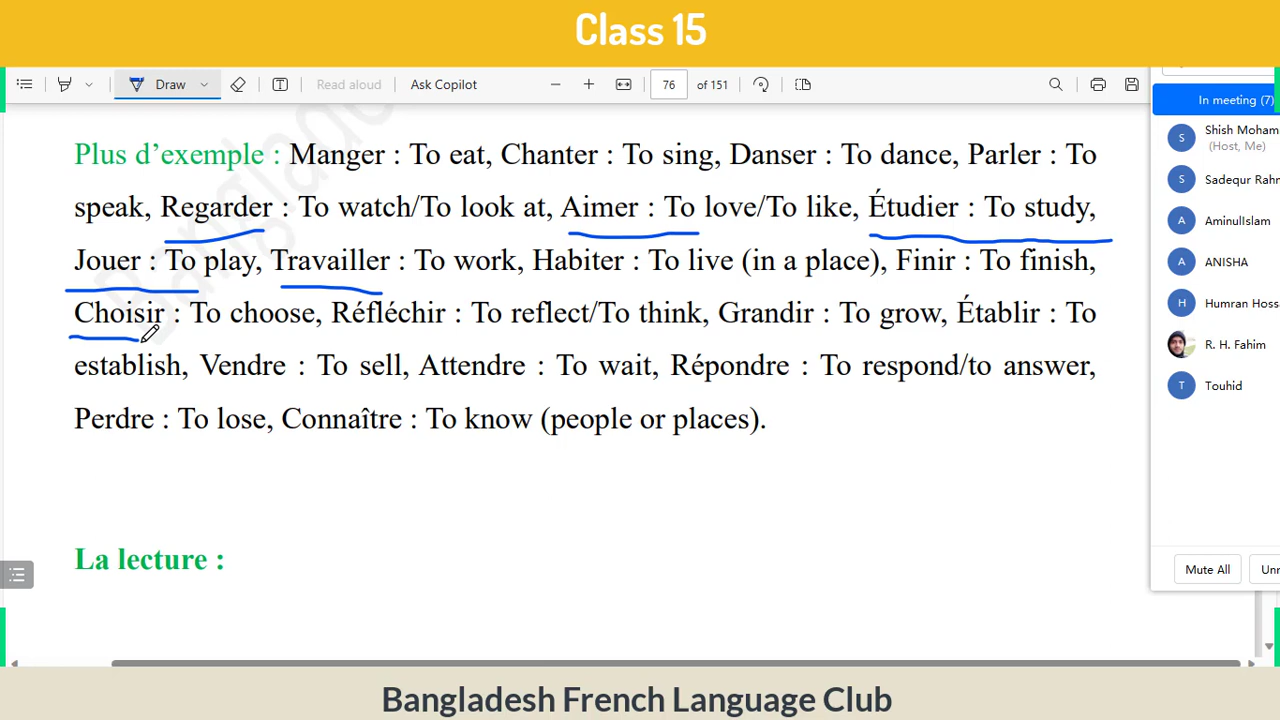 Class 15
Draw
Read aloud
Ask Copilot
76
of 151
In meeting (7)
Plus d’exemple : Manger : To eat, Chanter : To sing, Danser : To dance, Parler : To
speak, Regarder : To watch/To look at, Aimer : To love/To like, Étudier : To study,
Jouer : To play, Travailler : To work, Habiter : To live (in a place), Finir : To finish,
Choisir : To choose, Réfléchir : To reflect/To think, Grandir : To grow, Établir : To
establish, Vendre : To sell, Attendre : To wait, Répondre : To respond/to answer,
Perdre : To lose, Connaître : To know (people or places).
La lecture :
S
Shish Moham
(Host, Me)
S
Sadequr Rahn
A
AminulIslam
A
ANISHA
H
Humran Hoss
R. H. Fahim
T
Touhid
Mute All
Unn
Bangladesh French Language Club